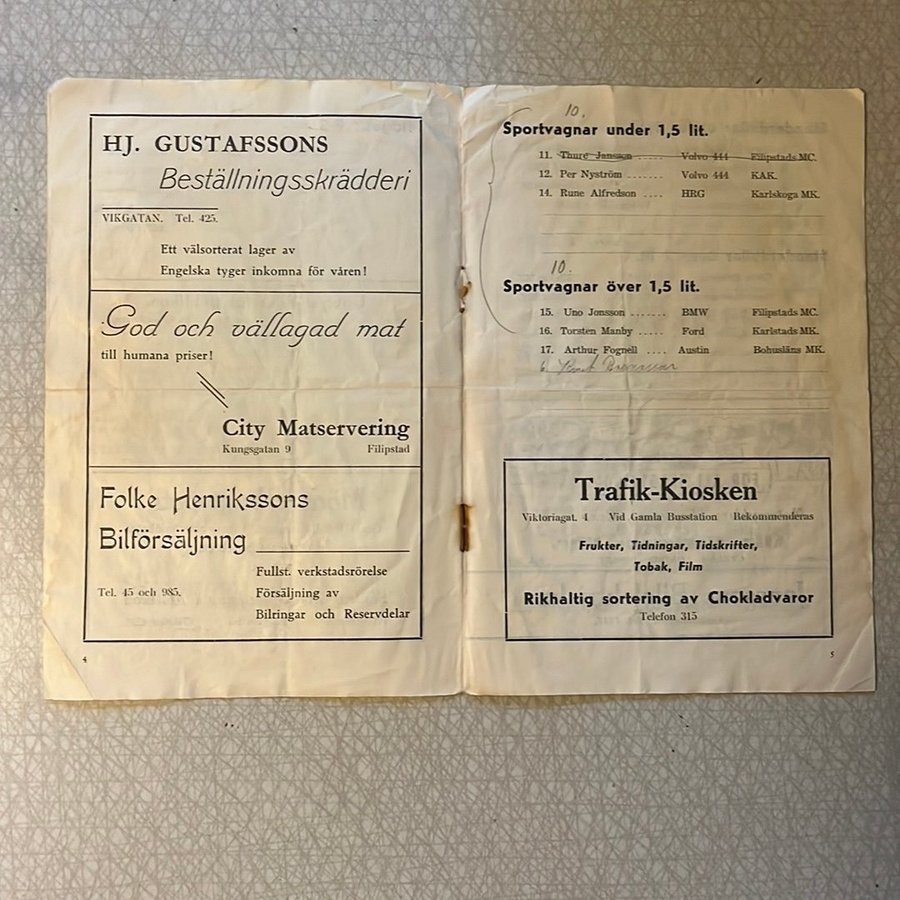 HJ. GUSTAFSSONS
Beställningsskrädderi
VIKGATAN. Tel. 425.
Ett välsorterat lager av
Engelska tyger inkomna för våren!
God och vällagad mat
till humana priser!
City Matservering
Kungsgatan 9 Filipstad
Folke Henrikssons
Bilförsäljning
Fullst. verkstadsrörelse
Tel. 45 och 985. Försäljning av
Bilringar och Reservdelar
4
10.
Sportvagnar under 1,5 lit.
11. Thure Jansson ..... Volvo 444 Filipstads MC.
12. Per Nyström ....... Volvo 444 KAK.
14. Rune Alfredson .... HRG Karlskoga MK.
10.
Sportvagnar över 1,5 lit.
15. Uno Jonsson ....... BMW Filipstads MC.
16. Torsten Manby ..... Ford Karlstads MK.
17. Arthur Fognell .... Austin Bohusläns MK.
6.
Trafik-Kiosken
Viktoriagat. 4 Vid Gamla Busstation Rekommenderas
Frukter, Tidningar, Tidskrifter,
Tobak, Film
Rikhaltig sortering av Chokladvaror
Telefon 315
5